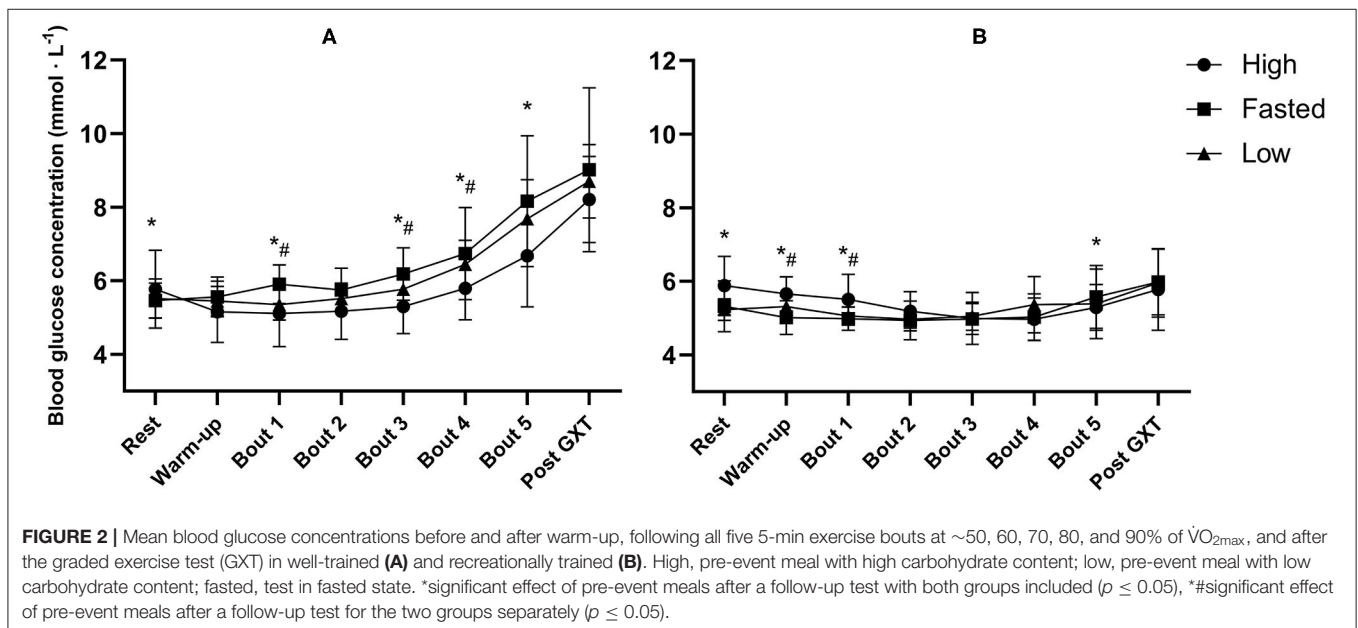 A
B
Blood glucose concentration (mmol · L⁻¹)
12
10
8
6
4
*
*#
*#
*#
*
Rest
Warm-up
Bout 1
Bout 2
Bout 3
Bout 4
Bout 5
Post GXT
12
10
8
6
4
*
*#
*#
*
Rest
Warm-up
Bout 1
Bout 2
Bout 3
Bout 4
Bout 5
Post GXT
High
Fasted
Low
FIGURE 2 | Mean blood glucose concentrations before and after warm-up, following all five 5-min exercise bouts at ∼50, 60, 70, 80, and 90% of V̇O2max, and after
the graded exercise test (GXT) in well-trained (A) and recreationally trained (B). High, pre-event meal with high carbohydrate content; low, pre-event meal with low
carbohydrate content; fasted, test in fasted state. *significant effect of pre-event meals after a follow-up test with both groups included (p ≤ 0.05), *#significant effect
of pre-event meals after a follow-up test for the two groups separately (p ≤ 0.05).